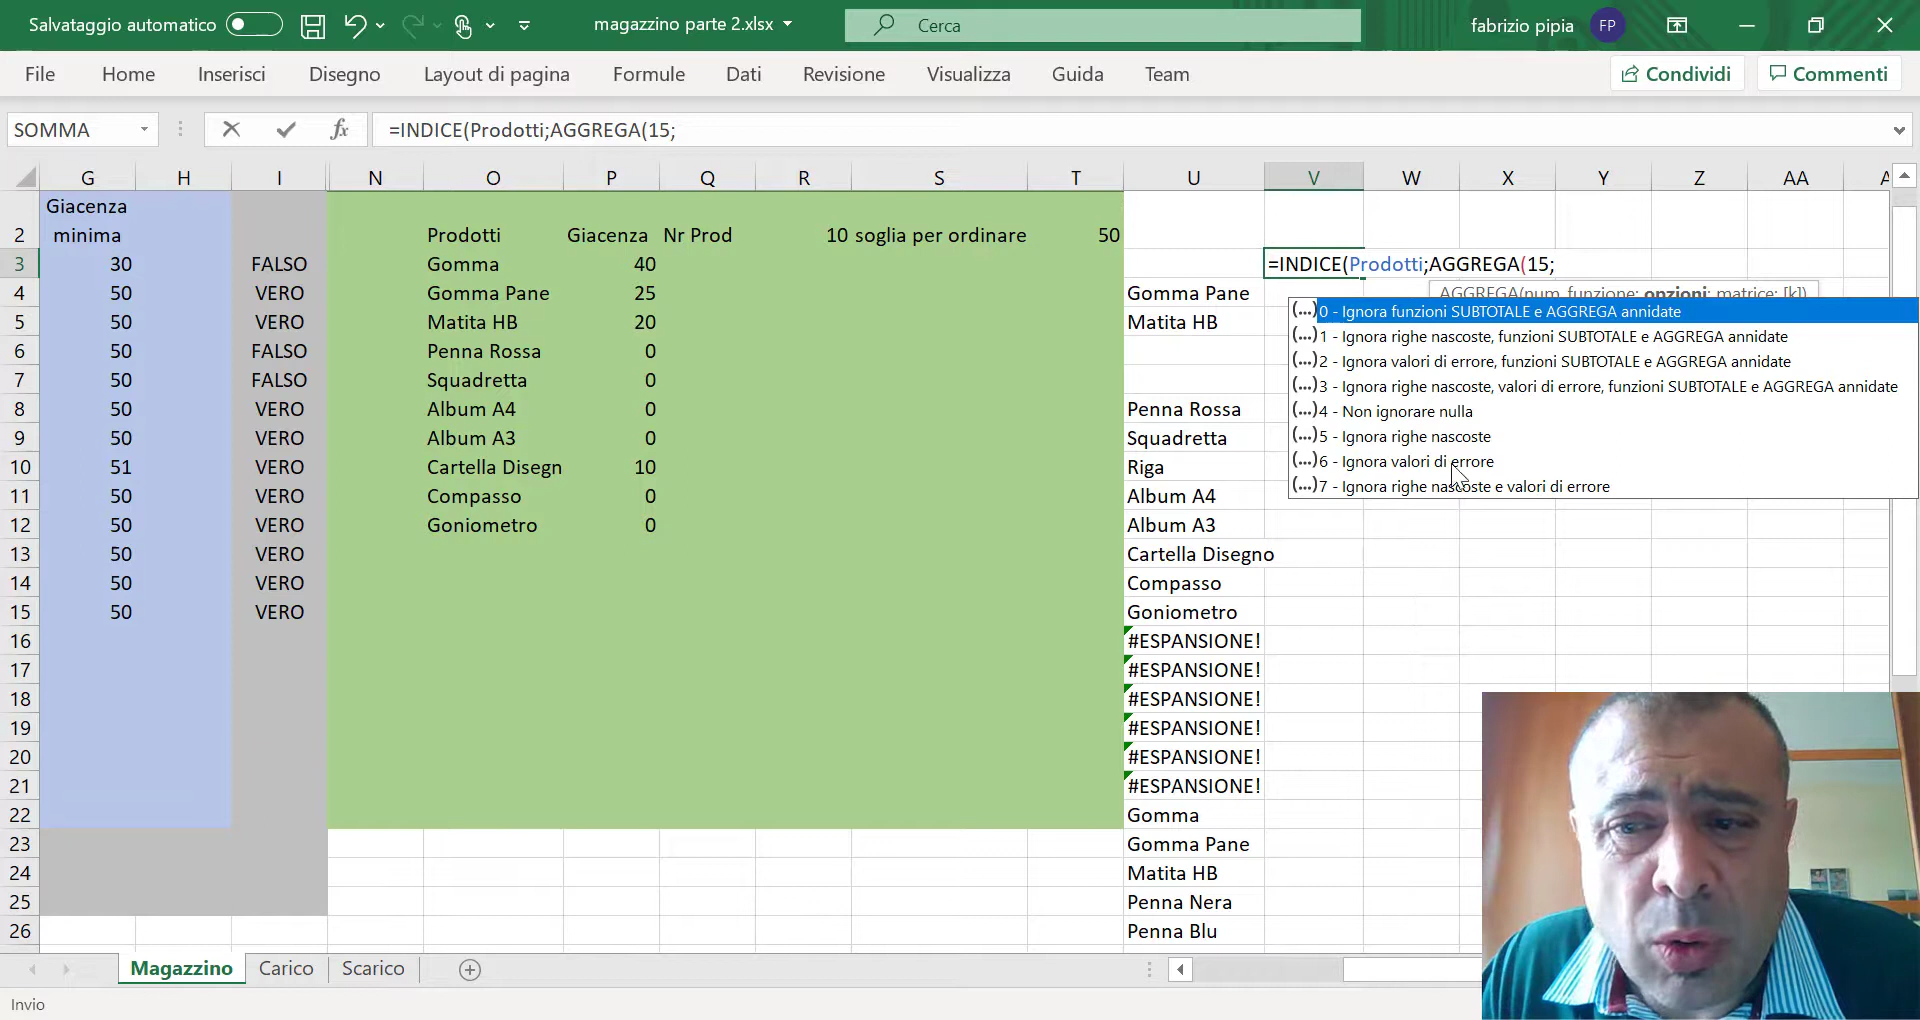 Salvataggio automatico magazzino parte 2.xlsx Cerca fabrizio pipia FP
File Home Inserisci Disegno Layout di pagina Formule Dati Revisione Visualizza Guida Team Condividi Commenti
SOMMA fx =INDICE(Prodotti;AGGREGA(15;
G H I N O P Q R S T U V W X Y Z AA
Giacenza
2 minima Prodotti Giacenza Nr Prod 10 soglia per ordinare 50
3 30 FALSO Gomma 40 =INDICE(Prodotti;AGGREGA(15;
4 50 VERO Gomma Pane 25 Gomma Pane AGGREGA(num_funzione; opzioni; matrice; [k])
(...) 0 - Ignora funzioni SUBTOTALE e AGGREGA annidate
5 50 VERO Matita HB 20 Matita HB
(...) 1 - Ignora righe nascoste, funzioni SUBTOTALE e AGGREGA annidate
6 50 FALSO Penna Rossa 0
(...) 2 - Ignora valori di errore, funzioni SUBTOTALE e AGGREGA annidate
7 50 FALSO Squadretta 0
(...) 3 - Ignora righe nascoste, valori di errore, funzioni SUBTOTALE e AGGREGA annidate
8 50 VERO Album A4 0 Penna Rossa
(...) 4 - Non ignorare nulla
9 50 VERO Album A3 0 Squadretta
(...) 5 - Ignora righe nascoste
10 51 VERO Cartella Disegn 10 Riga
(...) 6 - Ignora valori di errore
(...) 7 - Ignora righe nascoste e valori di errore
11 50 VERO Compasso 0 Album A4
12 50 VERO Goniometro 0 Album A3
13 50 VERO Cartella Disegno
14 50 VERO Compasso
15 50 VERO Goniometro
16 #ESPANSIONE!
17 #ESPANSIONE!
18 #ESPANSIONE!
19 #ESPANSIONE!
20 #ESPANSIONE!
21 #ESPANSIONE!
22 Gomma
23 Gomma Pane
24 Matita HB
25 Penna Nera
26 Penna Blu
Magazzino Carico Scarico
Invio